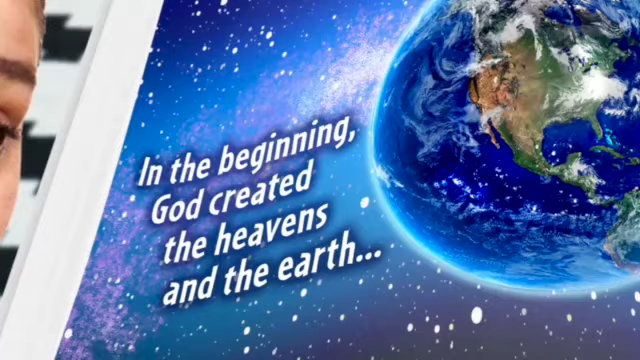 In the beginning,
God created
the heavens
and the earth...